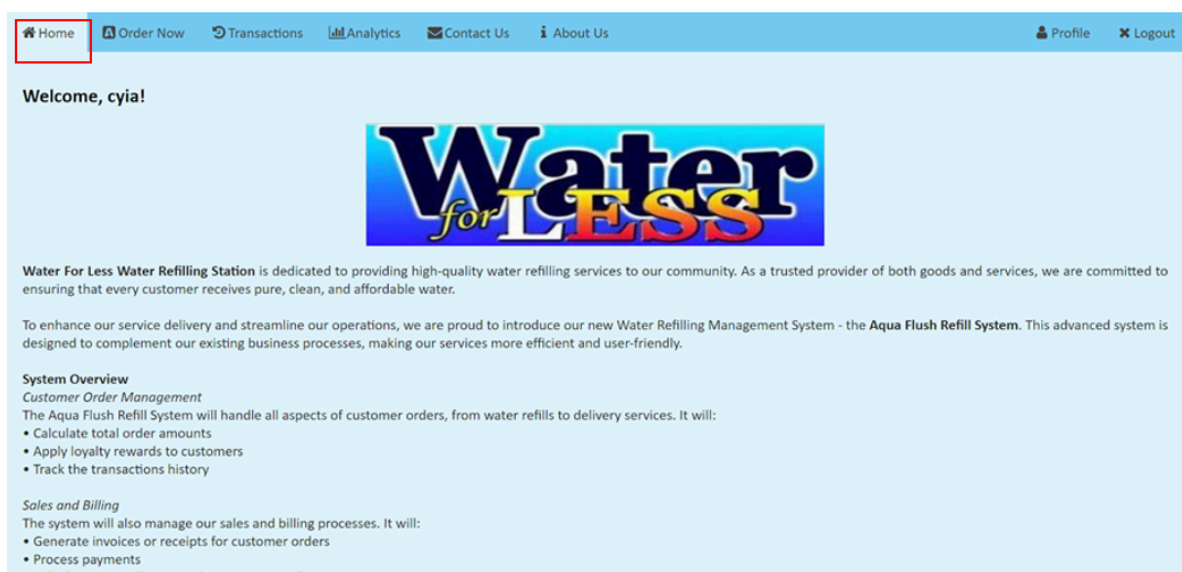 Home Order Now Transactions Analytics Contact Us About Us Profile Logout
Welcome, cyia!
Water
for LESS
Water For Less Water Refilling Station is dedicated to providing high-quality water refilling services to our community. As a trusted provider of both goods and services, we are committed to
ensuring that every customer receives pure, clean, and affordable water.
To enhance our service delivery and streamline our operations, we are proud to introduce our new Water Refilling Management System - the Aqua Flush Refill System. This advanced system is
designed to complement our existing business processes, making our services more efficient and user-friendly.
System Overview
Customer Order Management
The Aqua Flush Refill System will handle all aspects of customer orders, from water refills to delivery services. It will:
• Calculate total order amounts
• Apply loyalty rewards to customers
• Track the transactions history
Sales and Billing
The system will also manage our sales and billing processes. It will:
• Generate invoices or receipts for customer orders
• Process payments